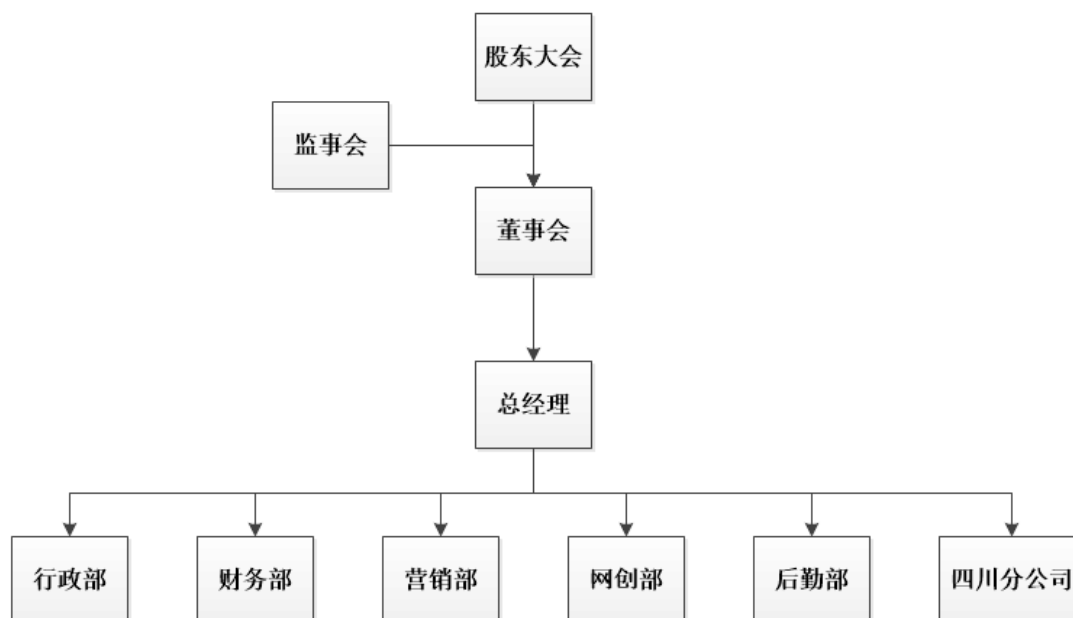 股东大会
监事会
董事会
总经理
行政部
财务部
营销部
网创部
后勤部
四川分公司